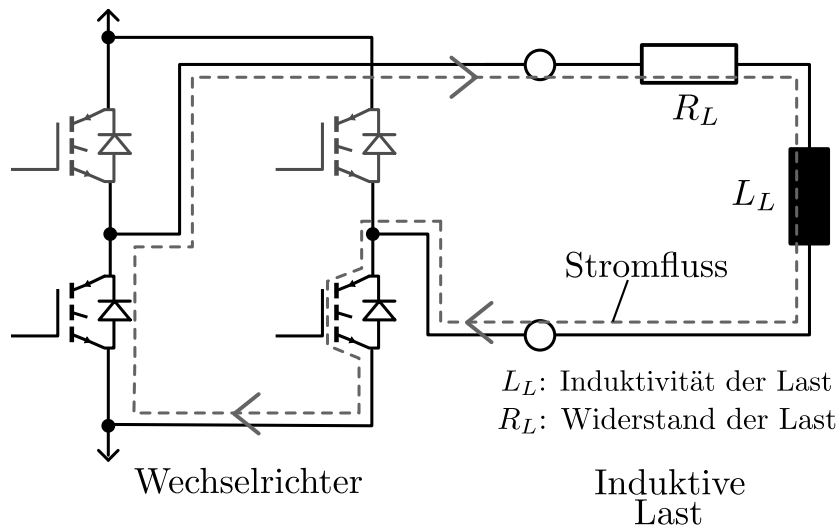 R_L
L_L
Stromfluss
L_L: Induktivität der Last
R_L: Widerstand der Last
Wechselrichter
Induktive
Last